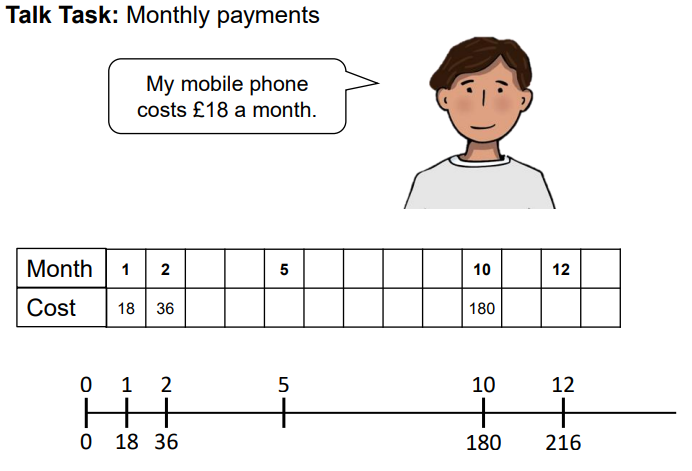 Talk Task: Monthly payments
My mobile phone
costs £18 a month.
Month 1 2 5 10 12
Cost 18 36 180
0 1 2 5 10 12
0 18 36 180 216